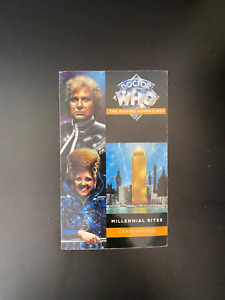 DOCTOR
WHO
THE MISSING ADVENTURES
MILLENNIAL RITES
CRAIG HINTON